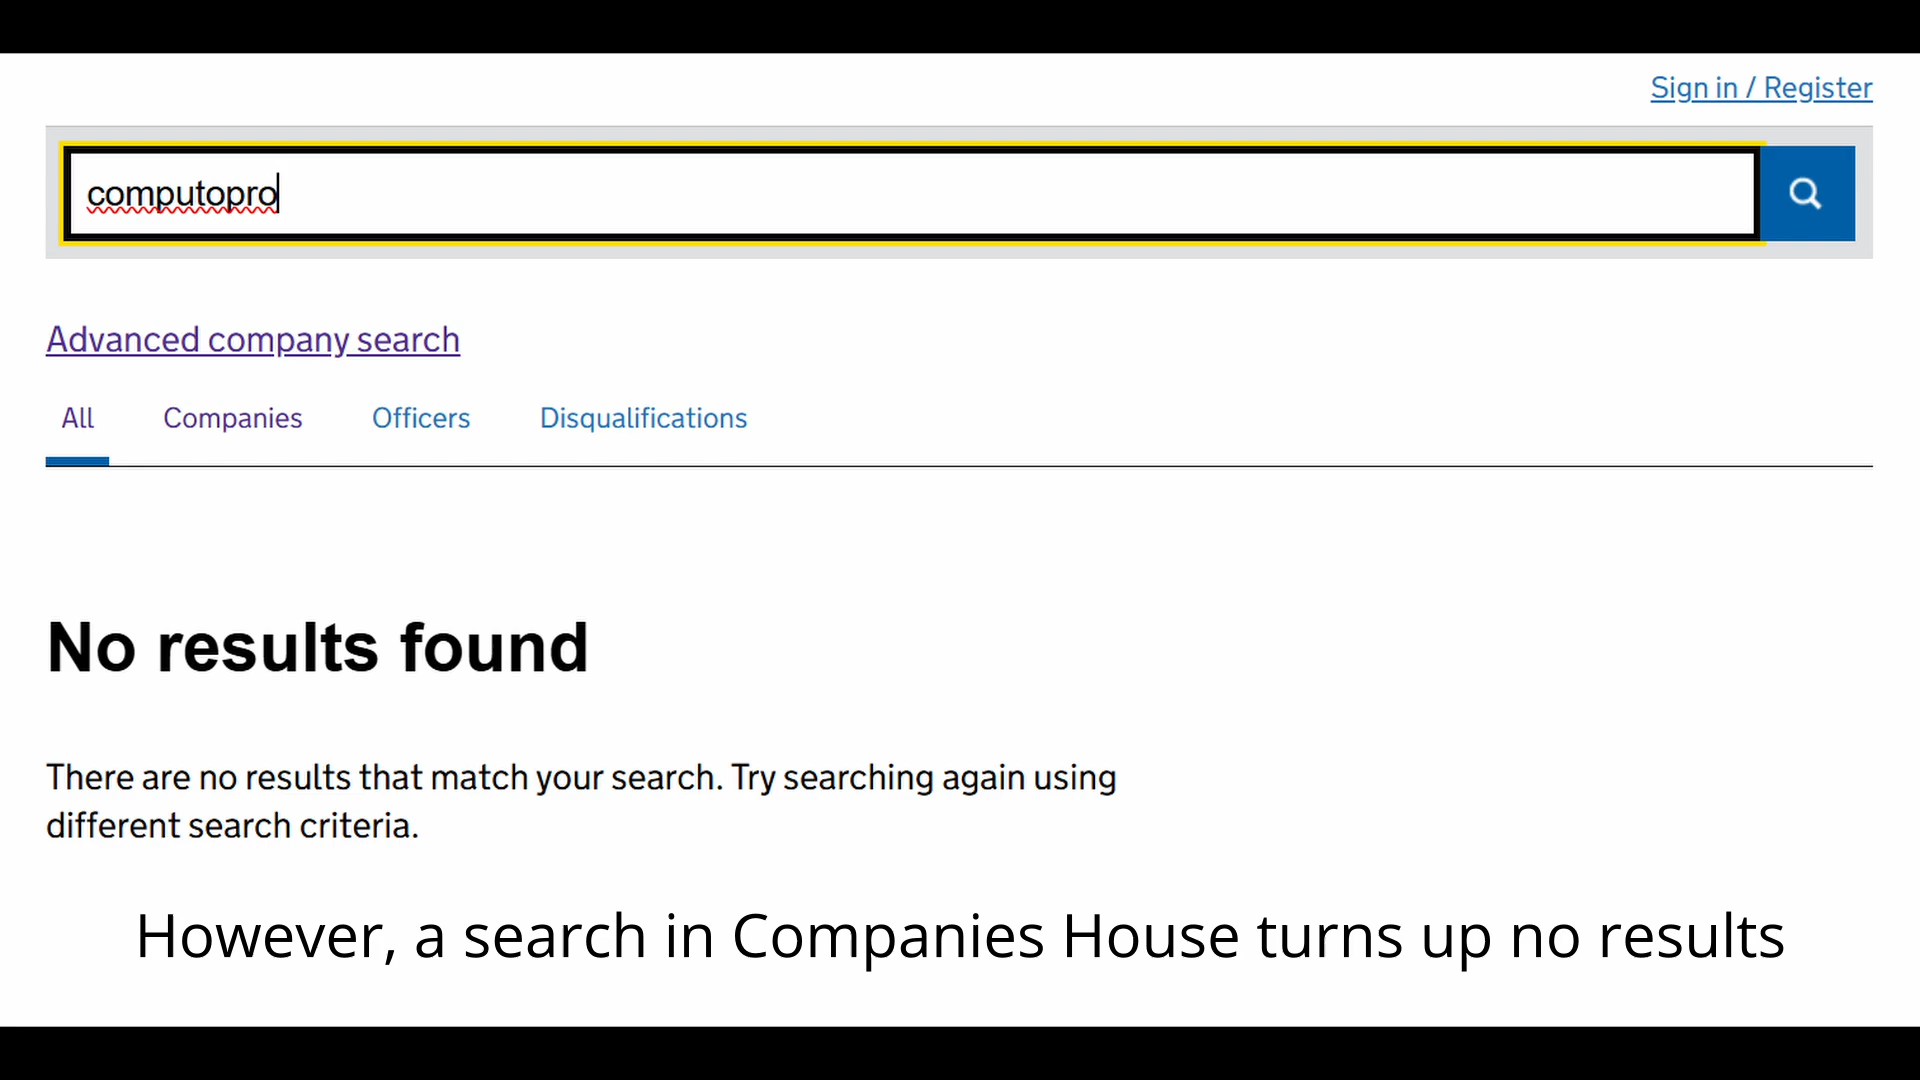 Sign in / Register
computopro
Advanced company search
All Companies Officers Disqualifications
No results found
There are no results that match your search. Try searching again using
different search criteria.
However, a search in Companies House turns up no results